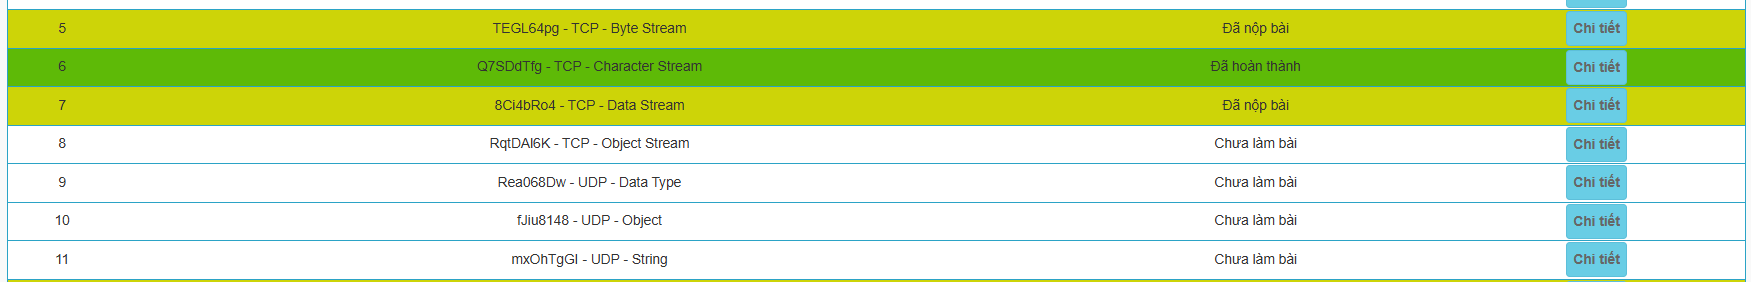 5 TEGL64pg - TCP - Byte Stream Đã nộp bài Chi tiết
6 Q7SDdTfg - TCP - Character Stream Đã hoàn thành Chi tiết
7 8Ci4bRo4 - TCP - Data Stream Đã nộp bài Chi tiết
8 RqtDAl6K - TCP - Object Stream Chưa làm bài Chi tiết
9 Rea068Dw - UDP - Data Type Chưa làm bài Chi tiết
10 fJiu8148 - UDP - Object Chưa làm bài Chi tiết
11 mxOhTgGI - UDP - String Chưa làm bài Chi tiết